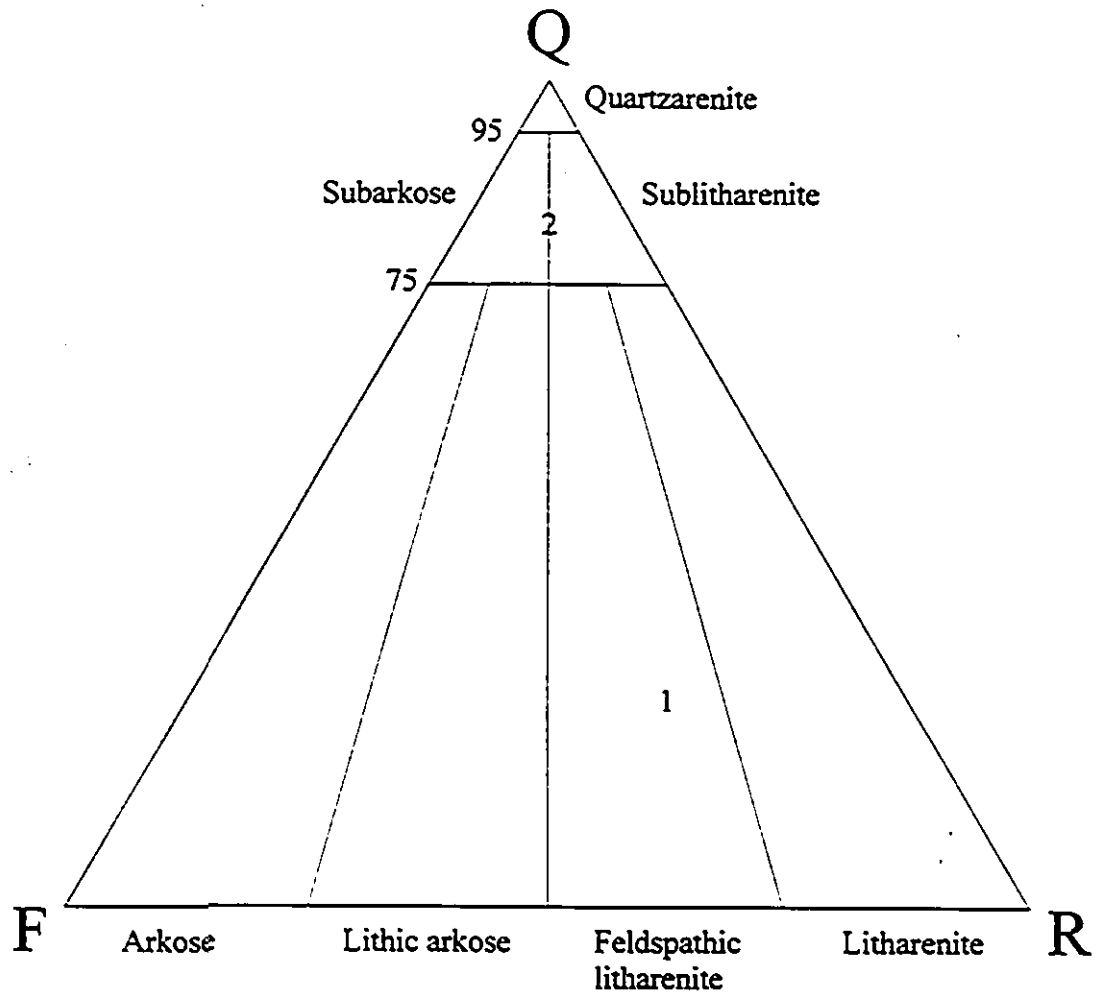 Q
Quartzarenite
95
Subarkose
Sublitharenite
2
75
1
F
R
Arkose
Lithic arkose
Feldspathic
litharenite
Litharenite